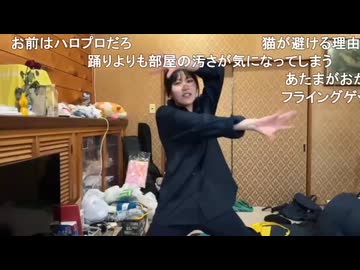 お前はハロプロだろ
猫が避ける理由
踊りよりも部屋の汚さが気になってしまう
あたまがおか
フライングゲ